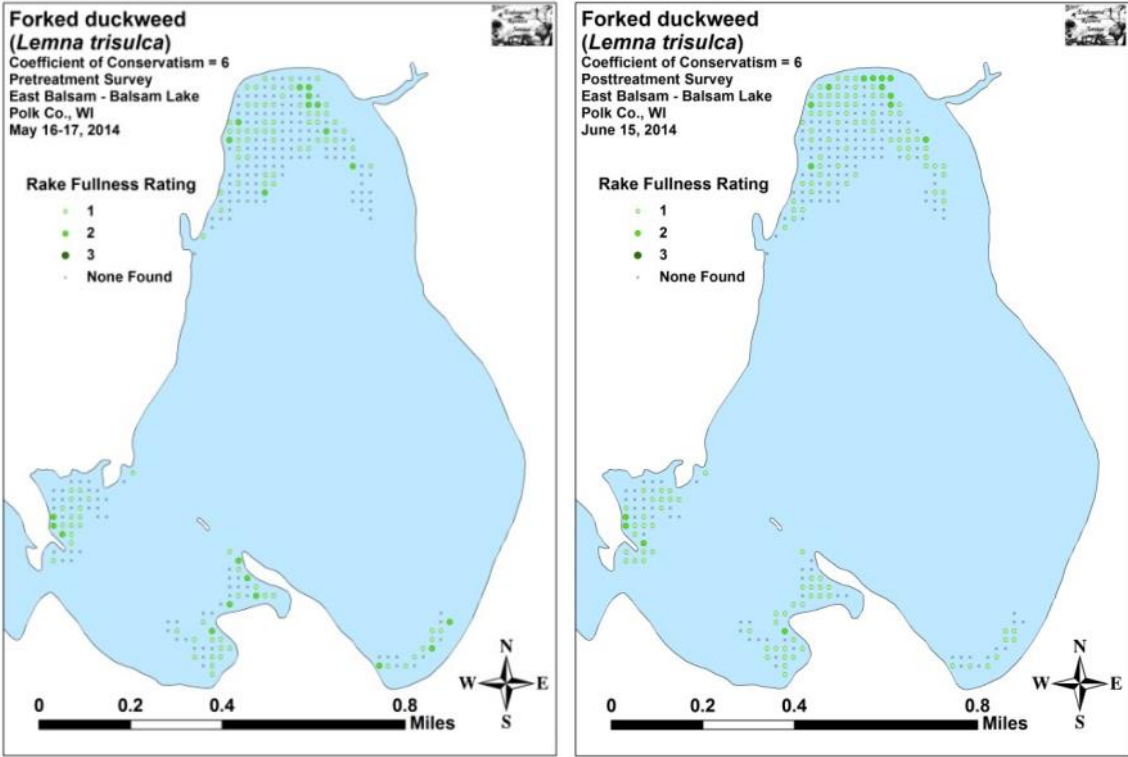 Forked duckweed
(Lemna trisulca)
Coefficient of Conservatism = 6
Pretreatment Survey
East Balsam - Balsam Lake
Polk Co., WI
May 16-17, 2014
Rake Fullness Rating
1
2
3
None Found
N
W E
S
0 0.2 0.4 0.8
Miles
Forked duckweed
(Lemna trisulca)
Coefficient of Conservatism = 6
Posttreatment Survey
East Balsam - Balsam Lake
Polk Co., WI
June 15, 2014
Rake Fullness Rating
1
2
3
None Found
N
W E
S
0 0.2 0.4 0.8
Miles